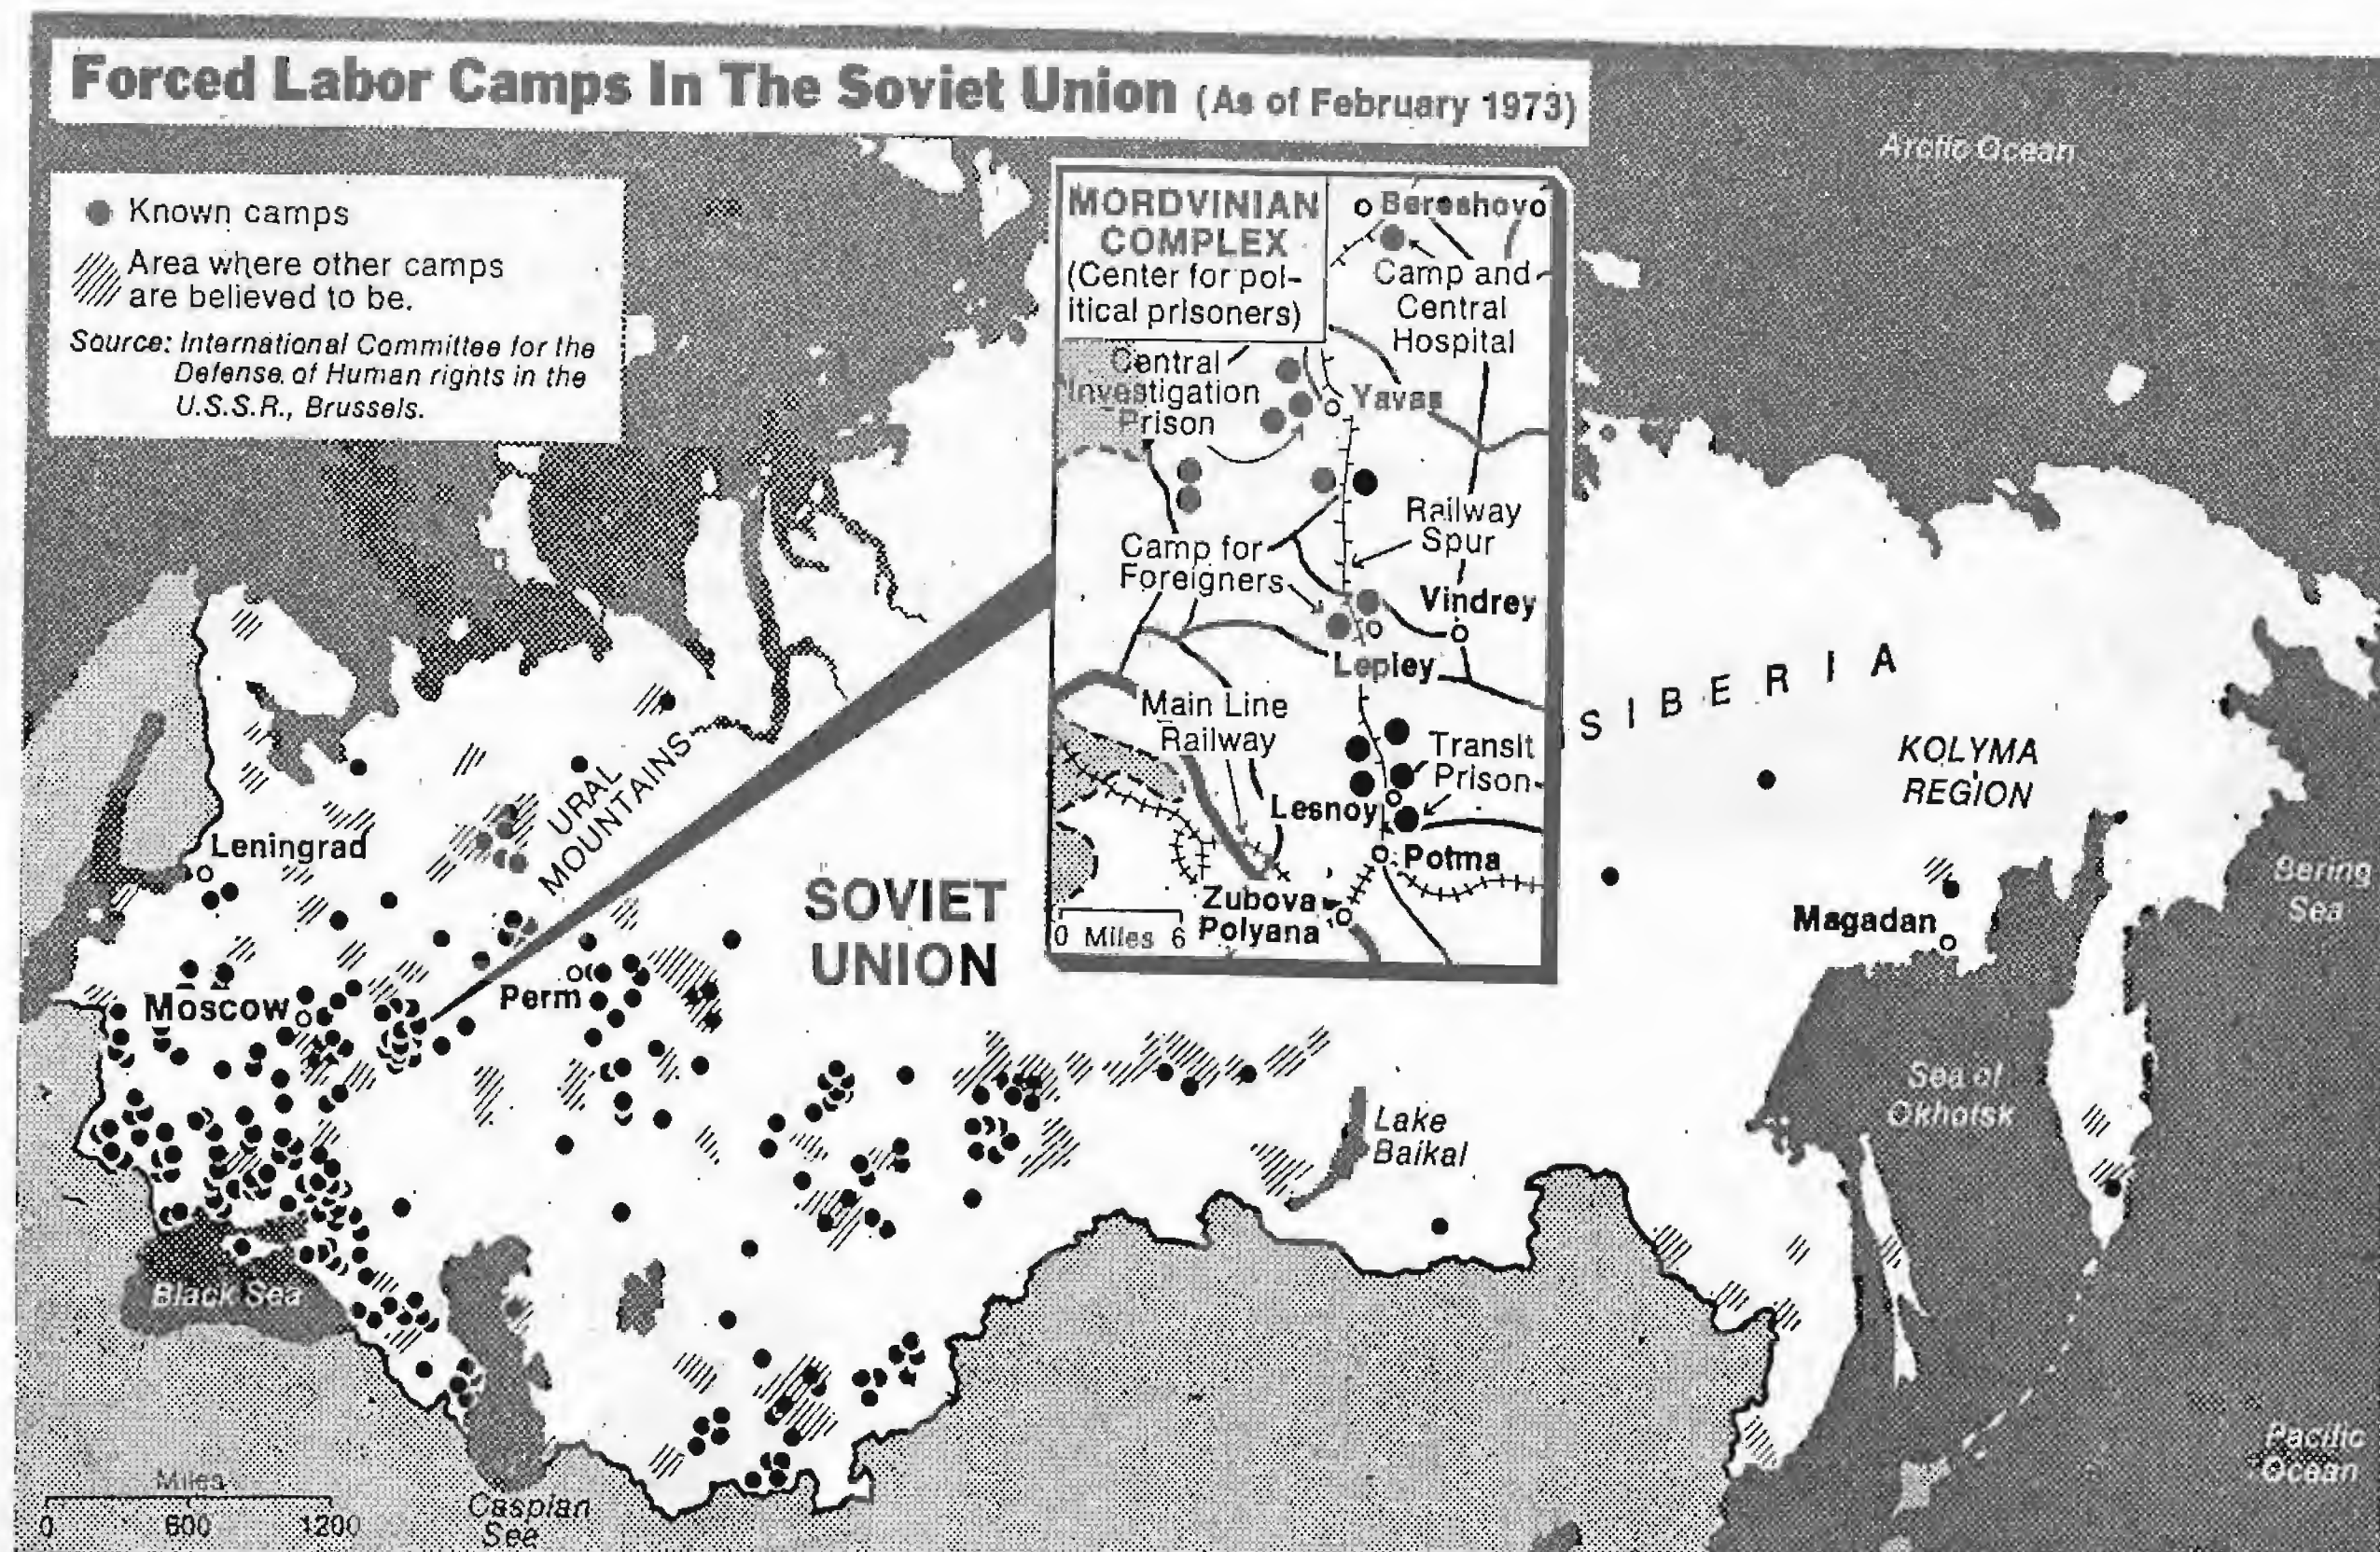 Forced Labor Camps In The Soviet Union (As of February 1973)
Known camps
Area where other camps
are believed to be.
Source: International Committee for the
Defense of Human rights in the
U.S.S.R., Brussels.
MORDVINIAN
COMPLEX
(Center for pol-
itical prisoners)
Bereshovo
Camp and
Central
Hospital
Central
Investigation
Prison
Yavas
Railway
Spur
Camp for
Foreigners
Vindrey
Lepley
Main Line
Railway
Transit
Prison
Lesnoy
Potma
Zubova
Polyana
0 Miles 6
Arctic Ocean
SIBERIA
KOLYMA
REGION
Magadan
Bering
Sea
Sea of
Okhotsk
Pacific
Ocean
URAL
MOUNTAINS
Leningrad
SOVIET
UNION
Perm
Moscow
Lake
Baikal
Black Sea
Caspian
See
Miles
0 600 1200